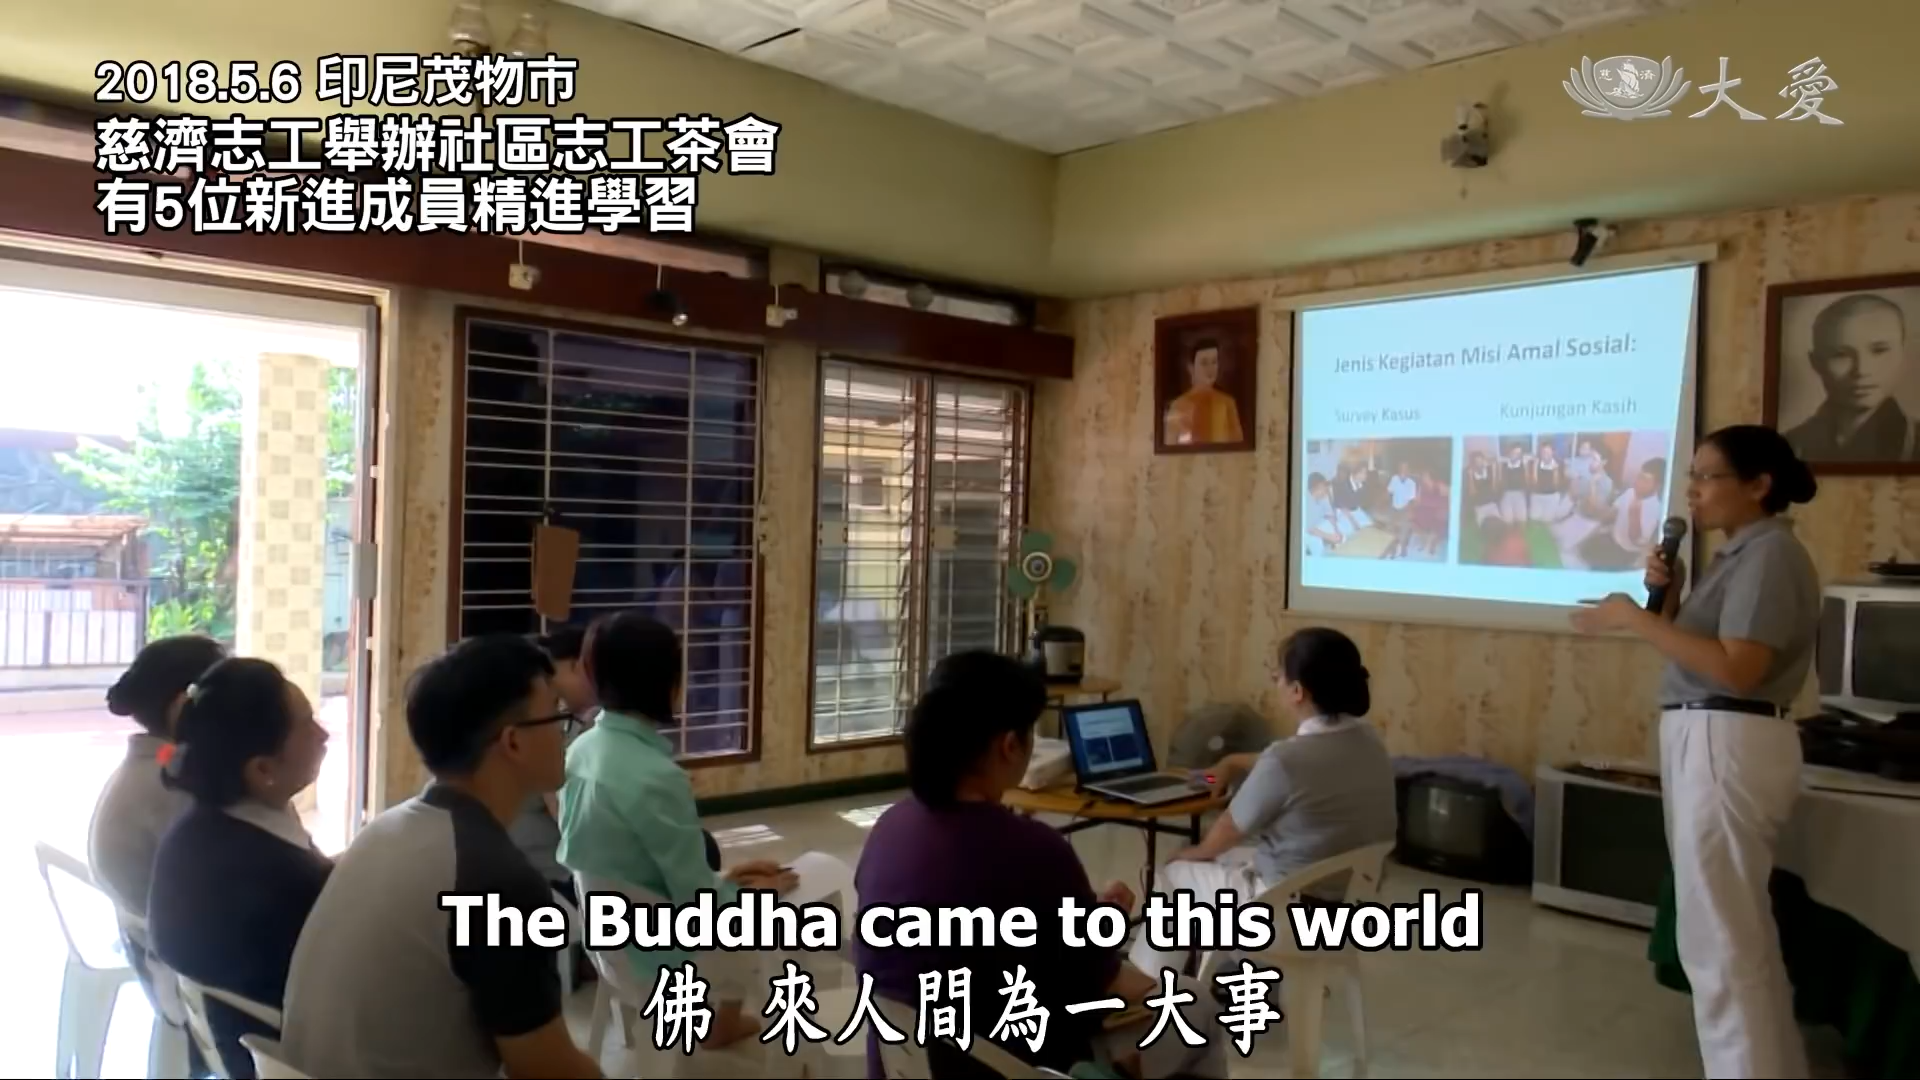 2018.5.6 印尼茂物市
慈濟志工舉辦社區志工茶會
有5位新進成員精進學習
慈濟
大愛
Jenis Kegiatan Misi Amal Sosial:
Survey Kasus
Kunjungan Kasih
The Buddha came to this world
佛 來人間為一大事